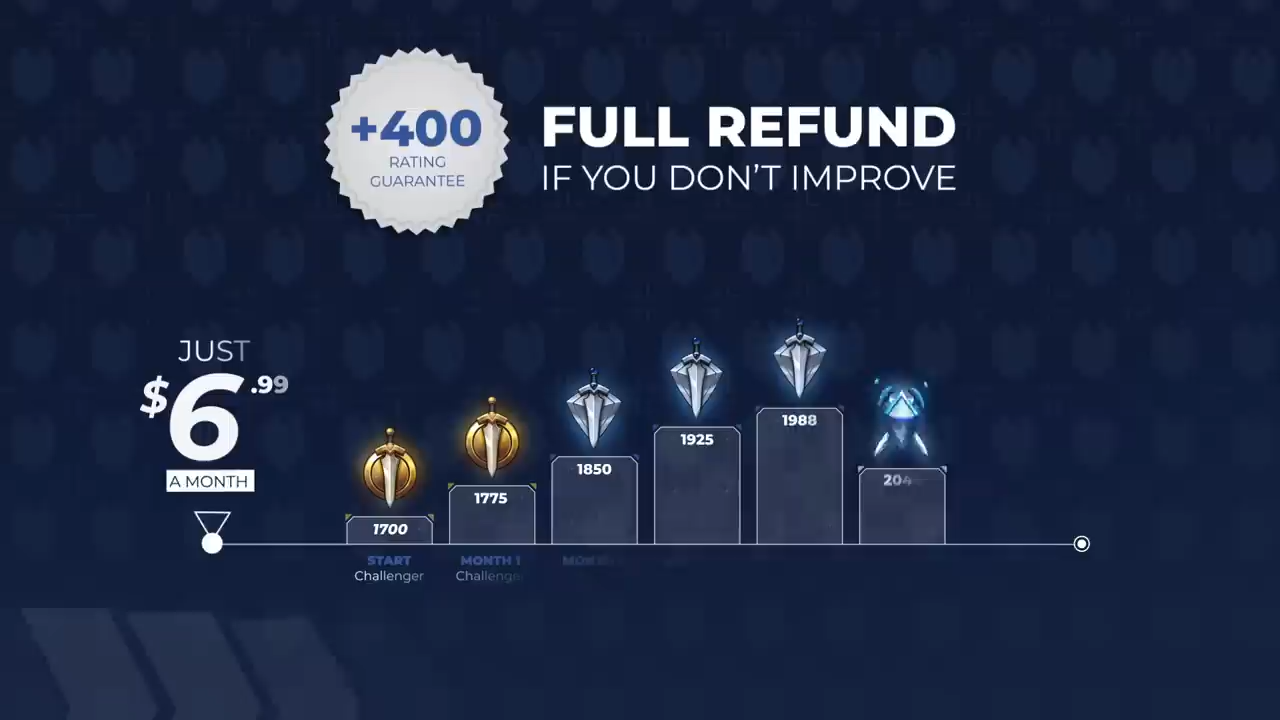 +400
RATING
GUARANTEE
FULL REFUND
IF YOU DON'T IMPROVE
JUST
$6.99
A MONTH
1700
1775
1850
1925
1988
START
Challenger
MONTH 1
Challenger